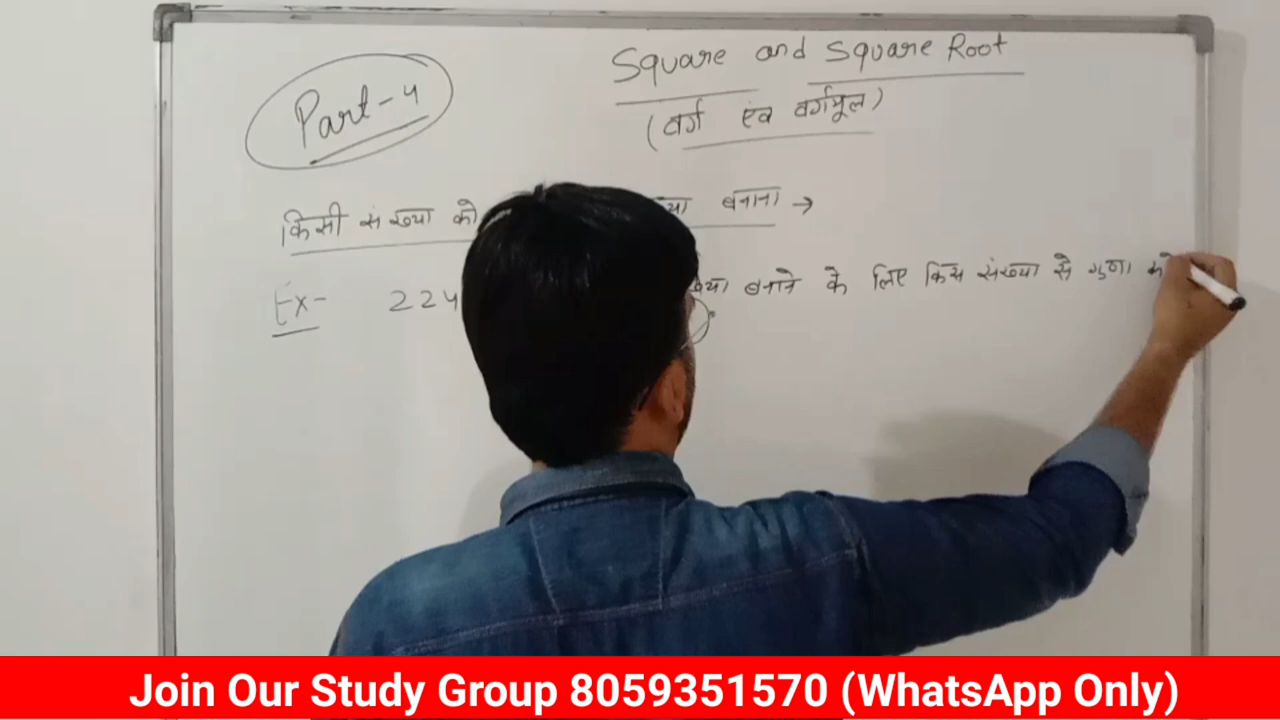 Part-4
Square and Square Root
(वर्ग एंव वर्गमूल)
किसी संख्या को बनाना →
Ex- 224 बनाने के लिए किस संख्या से गुणा
Join Our Study Group 8059351570 (WhatsApp Only)